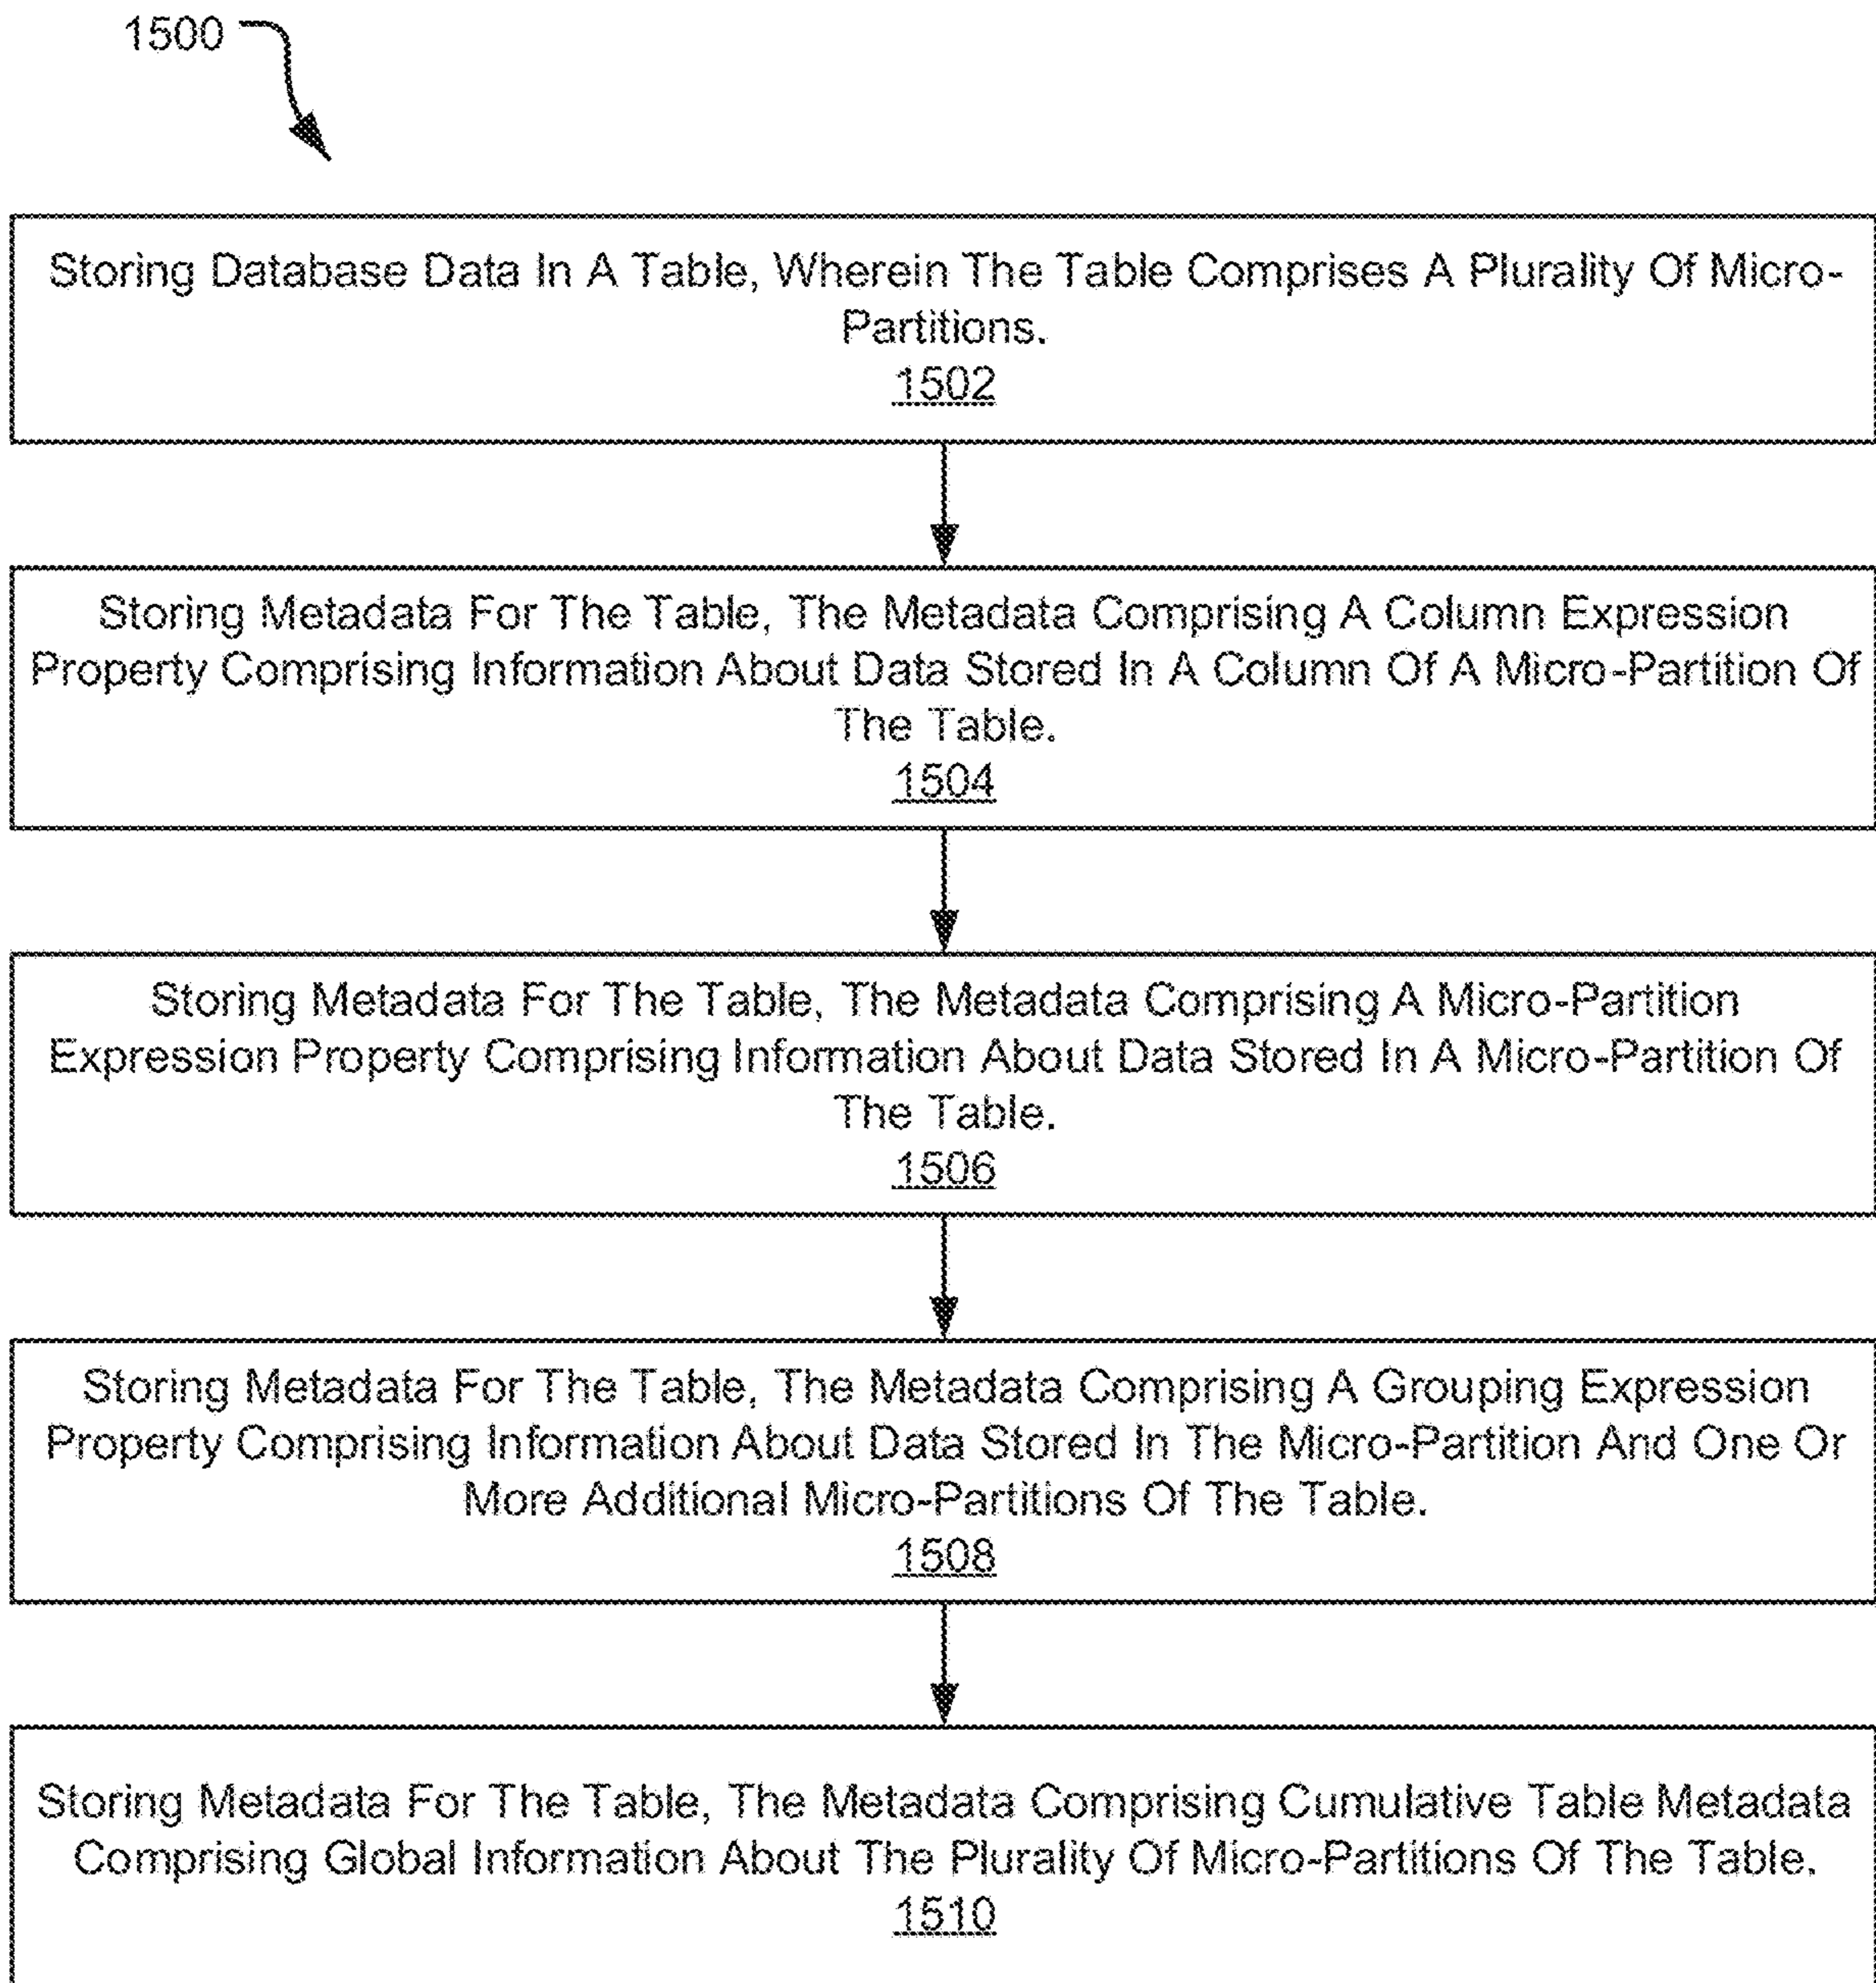 1500
Storing Database Data In A Table, Wherein The Table Comprises A Plurality Of Micro-
Partitions.
1502
Storing Metadata For The Table, The Metadata Comprising A Column Expression
Property Comprising Information About Data Stored In A Column Of A Micro-Partition Of
The Table.
1504
Storing Metadata For The Table, The Metadata Comprising A Micro-Partition
Expression Property Comprising Information About Data Stored In A Micro-Partition Of
The Table.
1506
Storing Metadata For The Table, The Metadata Comprising A Grouping Expression
Property Comprising Information About Data Stored In The Micro-Partition And One Or
More Additional Micro-Partitions Of The Table.
1508
Storing Metadata For The Table, The Metadata Comprising Cumulative Table Metadata
Comprising Global Information About The Plurality Of Micro-Partitions Of The Table.
1510